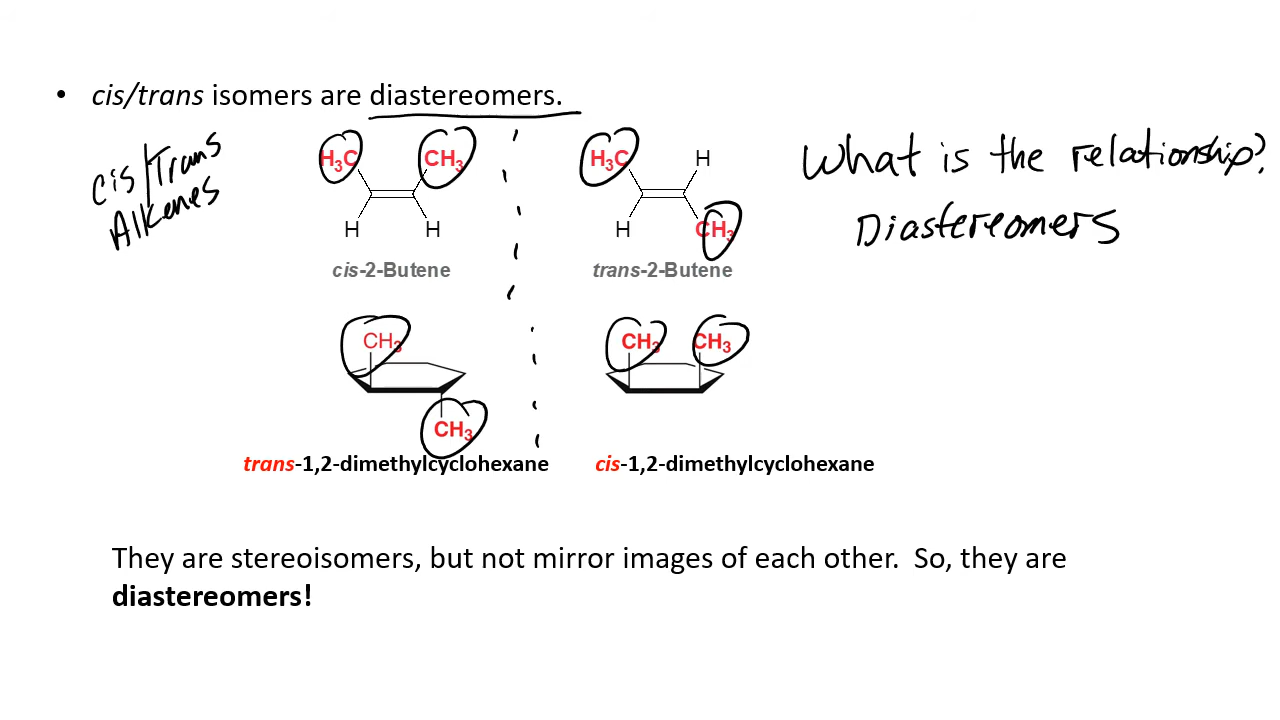 • cis/trans isomers are diastereomers.
cis/Trans
Alkenes
H₃C CH₃
H H
cis-2-Butene
H₃C H
H CH₃
trans-2-Butene
What is the relationship?
Diastereomers
CH₃
CH₃
trans-1,2-dimethylcyclohexane
CH₃ CH₃
cis-1,2-dimethylcyclohexane
They are stereoisomers, but not mirror images of each other. So, they are
diastereomers!